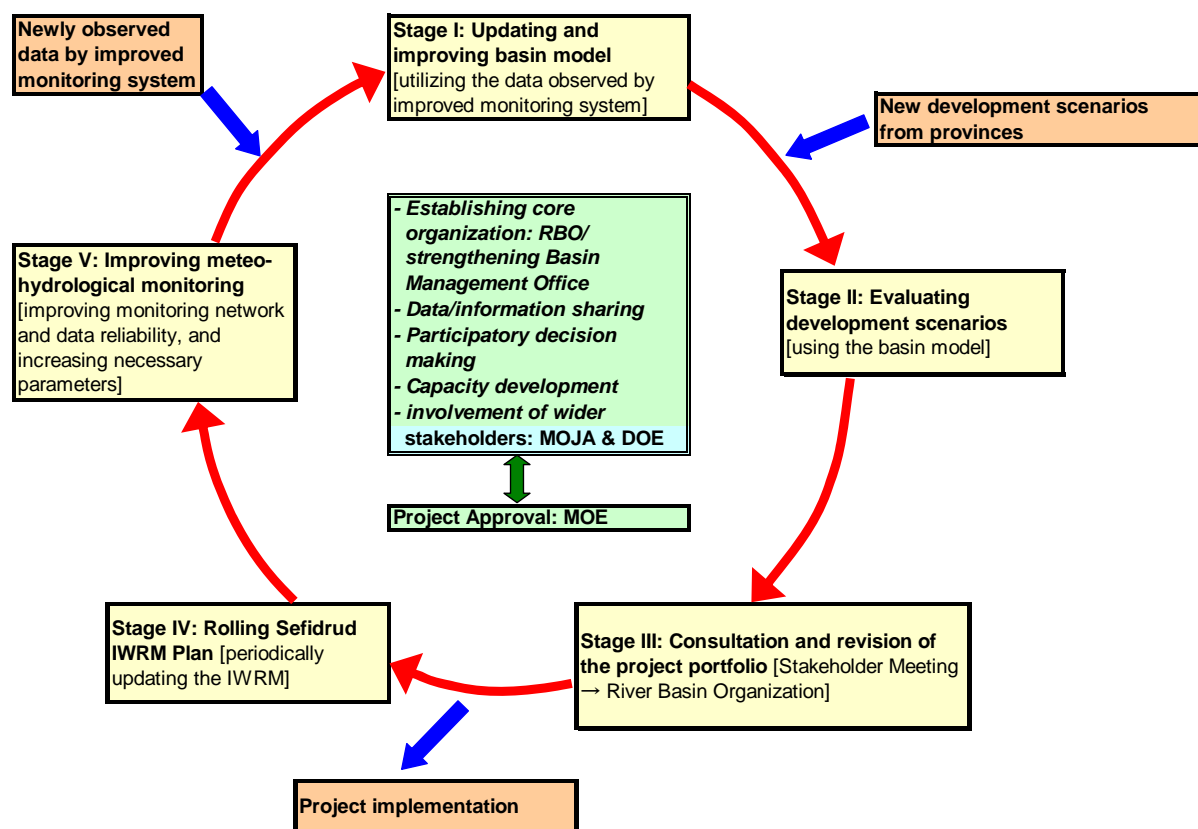 Newly observed
data by improved
monitoring system
Stage I: Updating and
improving basin model
[utilizing the data observed by
improved monitoring system]
New development scenarios
from provinces
- Establishing core
organization: RBO/
strengthening Basin
Management Office
- Data/information sharing
- Participatory decision
making
- Capacity development
- involvement of wider
stakeholders: MOJA & DOE
Stage V: Improving meteo-
hydrological monitoring
[improving monitoring network
and data reliability, and
increasing necessary
parameters]
Stage II: Evaluating
development scenarios
[using the basin model]
Project Approval: MOE
Stage IV: Rolling Sefidrud
IWRM Plan [periodically
updating the IWRM]
Stage III: Consultation and revision of
the project portfolio [Stakeholder Meeting
→ River Basin Organization]
Project implementation